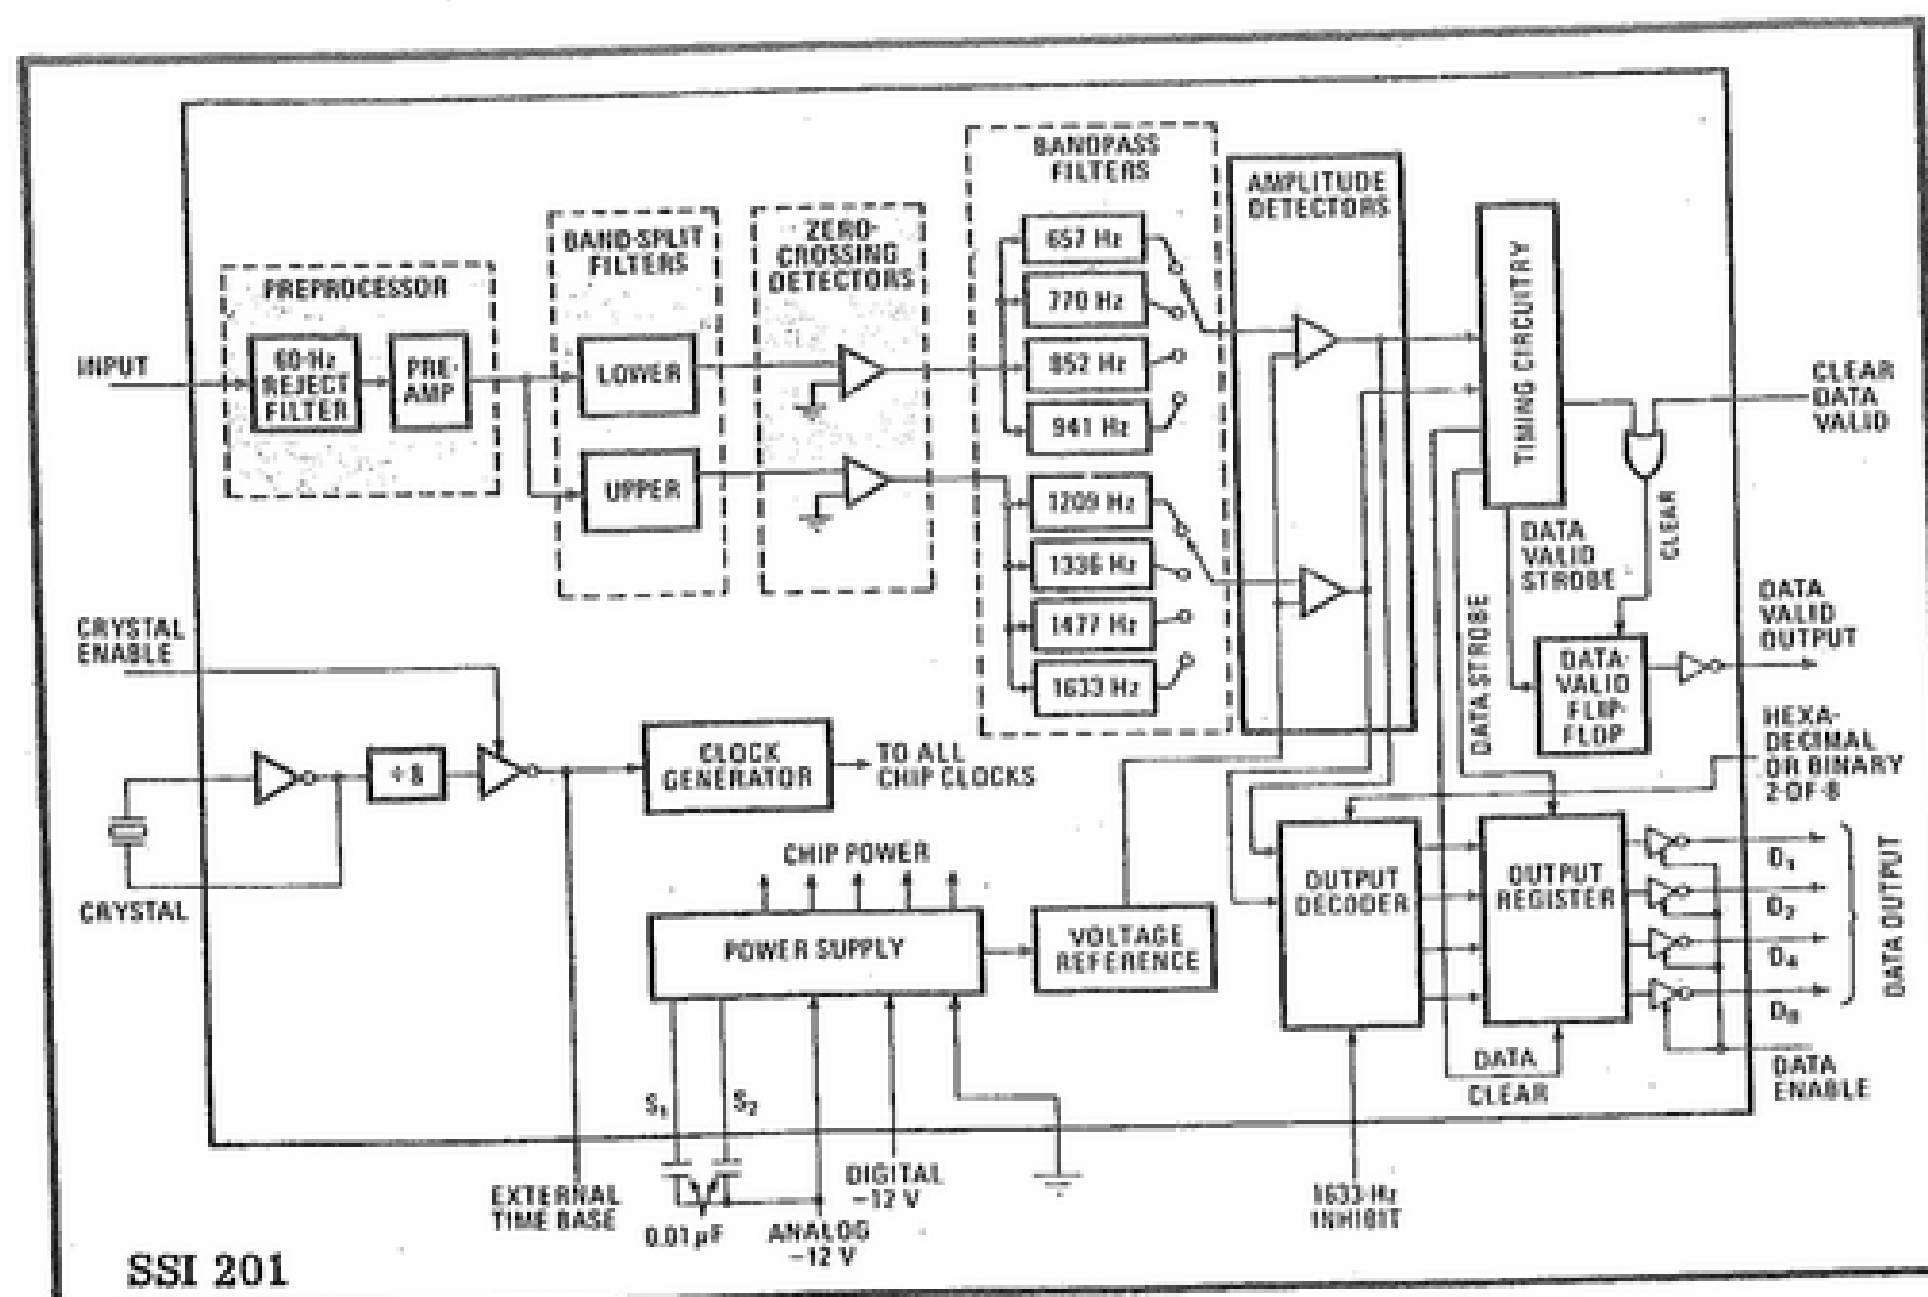 BANDPASS
FILTERS
AMPLITUDE
DETECTORS
BAND-SPLIT
FILTERS
ZERO-
CROSSING
DETECTORS
PREPROCESSOR
INPUT
60-Hz
REJECT
FILTER
PRE-
AMP
LOWER
UPPER
657 Hz
770 Hz
852 Hz
941 Hz
1209 Hz
1336 Hz
1477 Hz
1633 Hz
TIMING CIRCUITRY
CLEAR
DATA
VALID
CLEAR
DATA
VALID
STROBE
DATA STROBE
DATA-
VALID
FLIP-
FLOP
DATA
VALID
OUTPUT
HEXA-
DECIMAL
OR BINARY
2-OF-8
CRYSTAL
ENABLE
÷ 8
CLOCK
GENERATOR
TO ALL
CHIP CLOCKS
CRYSTAL
CHIP POWER
POWER SUPPLY
VOLTAGE
REFERENCE
OUTPUT
DECODER
OUTPUT
REGISTER
D1
D2
D4
D8
DATA OUTPUT
DATA
CLEAR
DATA
ENABLE
S1
S2
EXTERNAL
TIME BASE
0.01 µF
ANALOG
−12 V
DIGITAL
−12 V
1633-Hz
INHIBIT
SSI 201